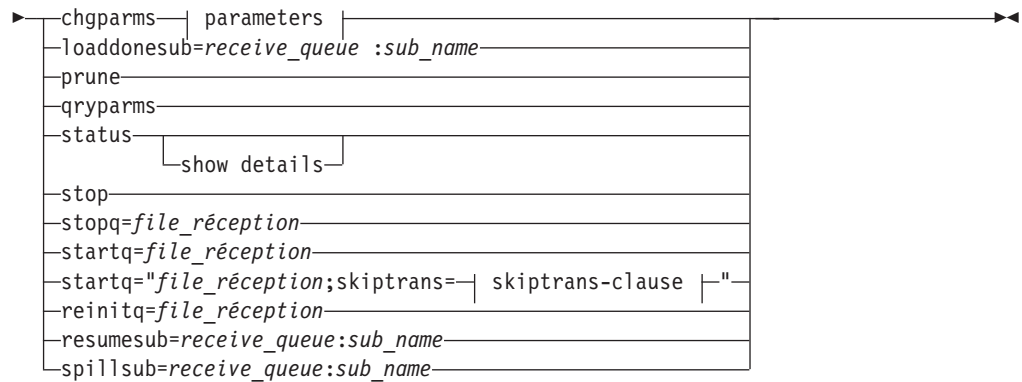 chgparms parameters
loaddonesub=receive_queue :sub_name
prune
qryparms
status
show details
stop
stopq=file_réception
startq=file_réception
startq="file_réception;skiptrans= skiptrans-clause "
reinitq=file_réception
resumesub=receive_queue:sub_name
spillsub=receive_queue:sub_name